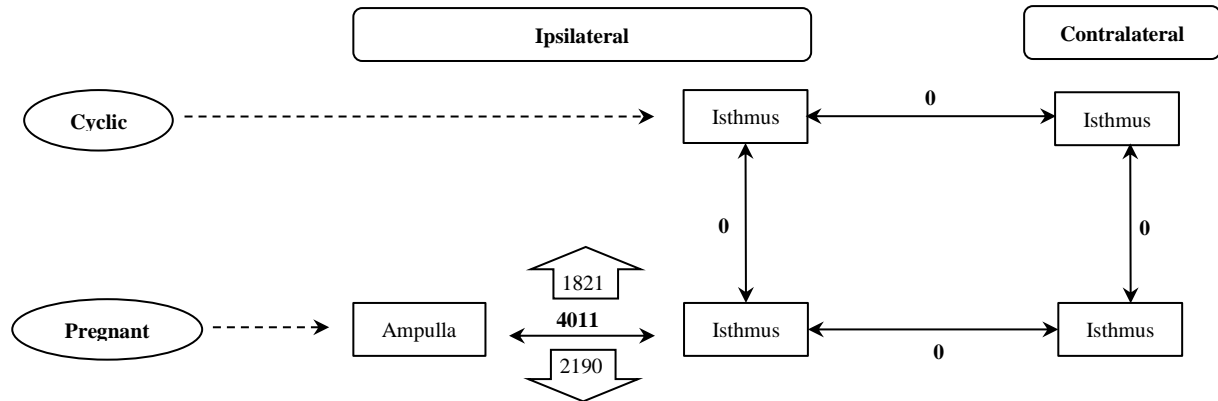 Ipsilateral
Contralateral
0
Cyclic
Isthmus
Isthmus
0
0
1821
Pregnant
Ampulla
4011
Isthmus
Isthmus
2190
0